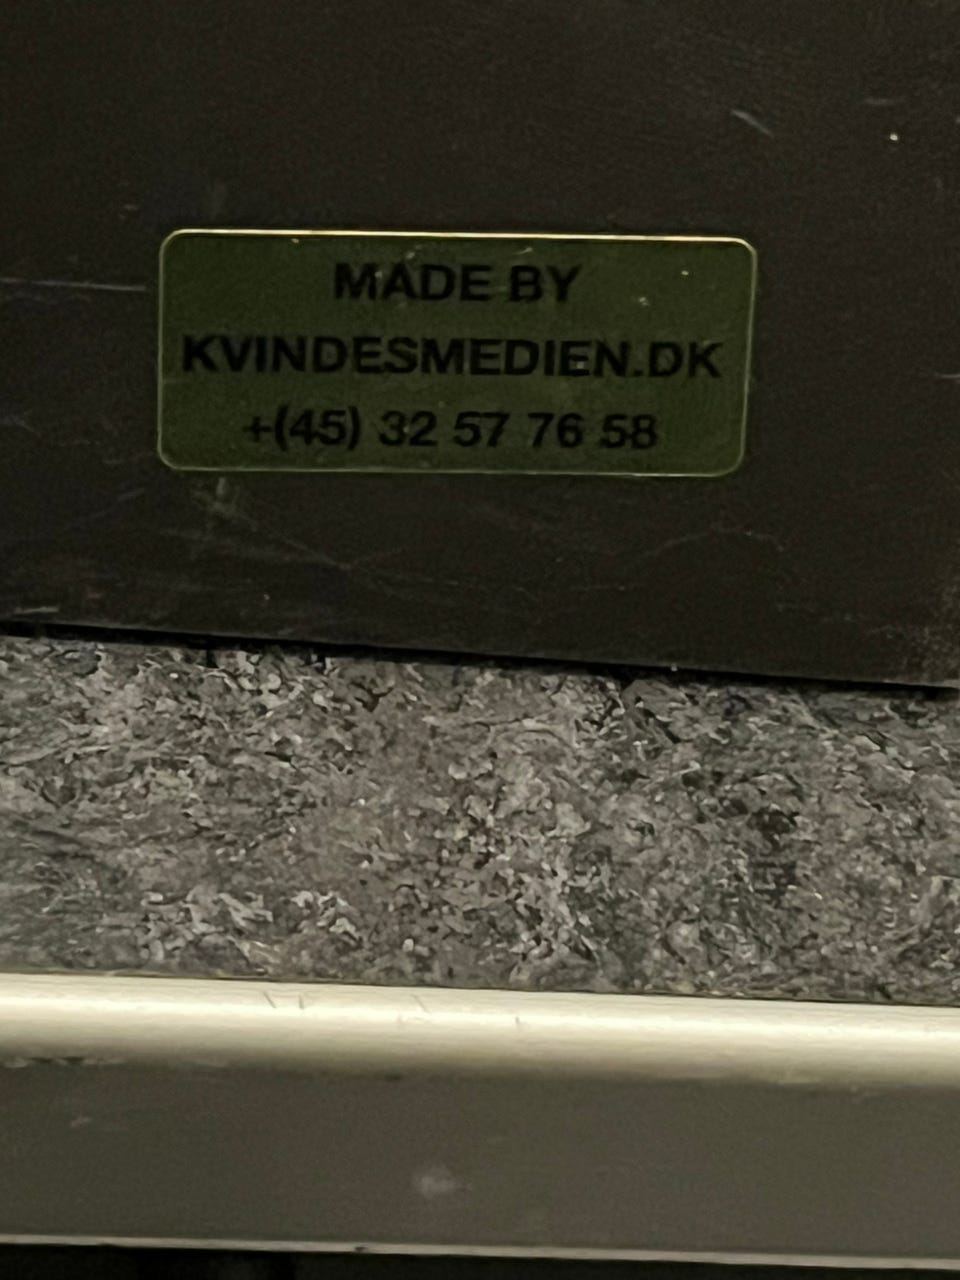 MADE BY
KVINDESMEDIEN.DK
+(45) 32 57 76 58